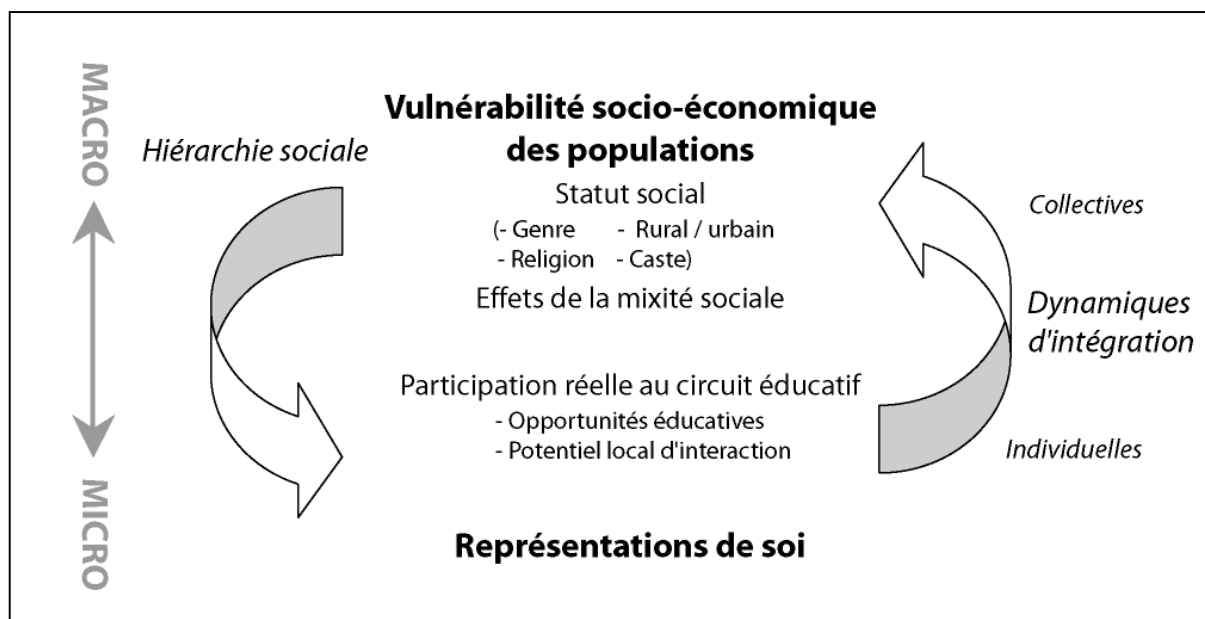 MACRO
Vulnérabilité socio-économique
des populations
Hiérarchie sociale
Statut social
(- Genre - Rural / urbain
- Religion - Caste)
Effets de la mixité sociale
Collectives
Dynamiques
d'intégration
Participation réelle au circuit éducatif
- Opportunités éducatives
- Potentiel local d'interaction
Individuelles
MICRO
Représentations de soi